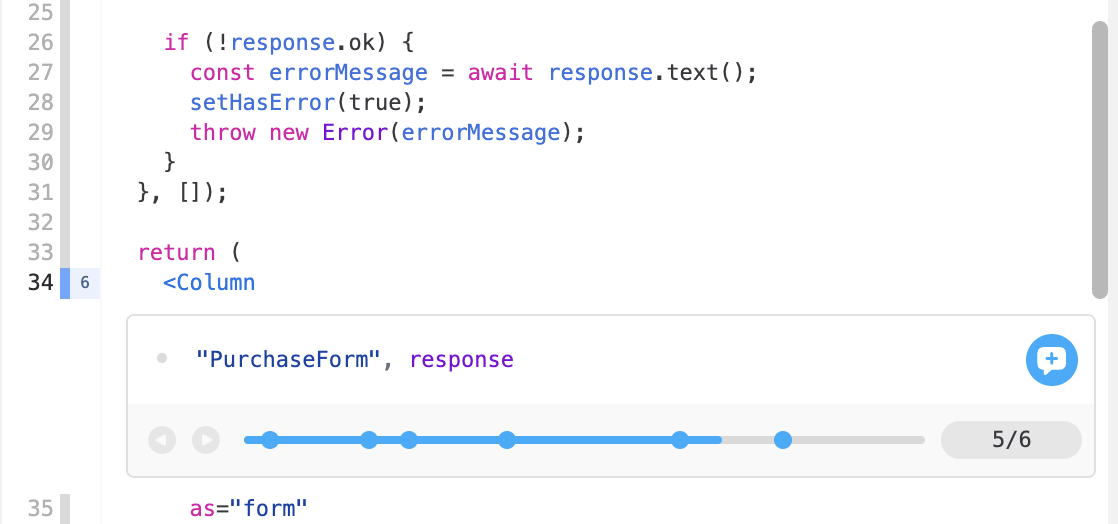 25
26 if (!response.ok) {
27 const errorMessage = await response.text();
28 setHasError(true);
29 throw new Error(errorMessage);
30 }
31 }, []);
32
33 return (
34 6 <Column
"PurchaseForm", response
5/6
35 as="form"